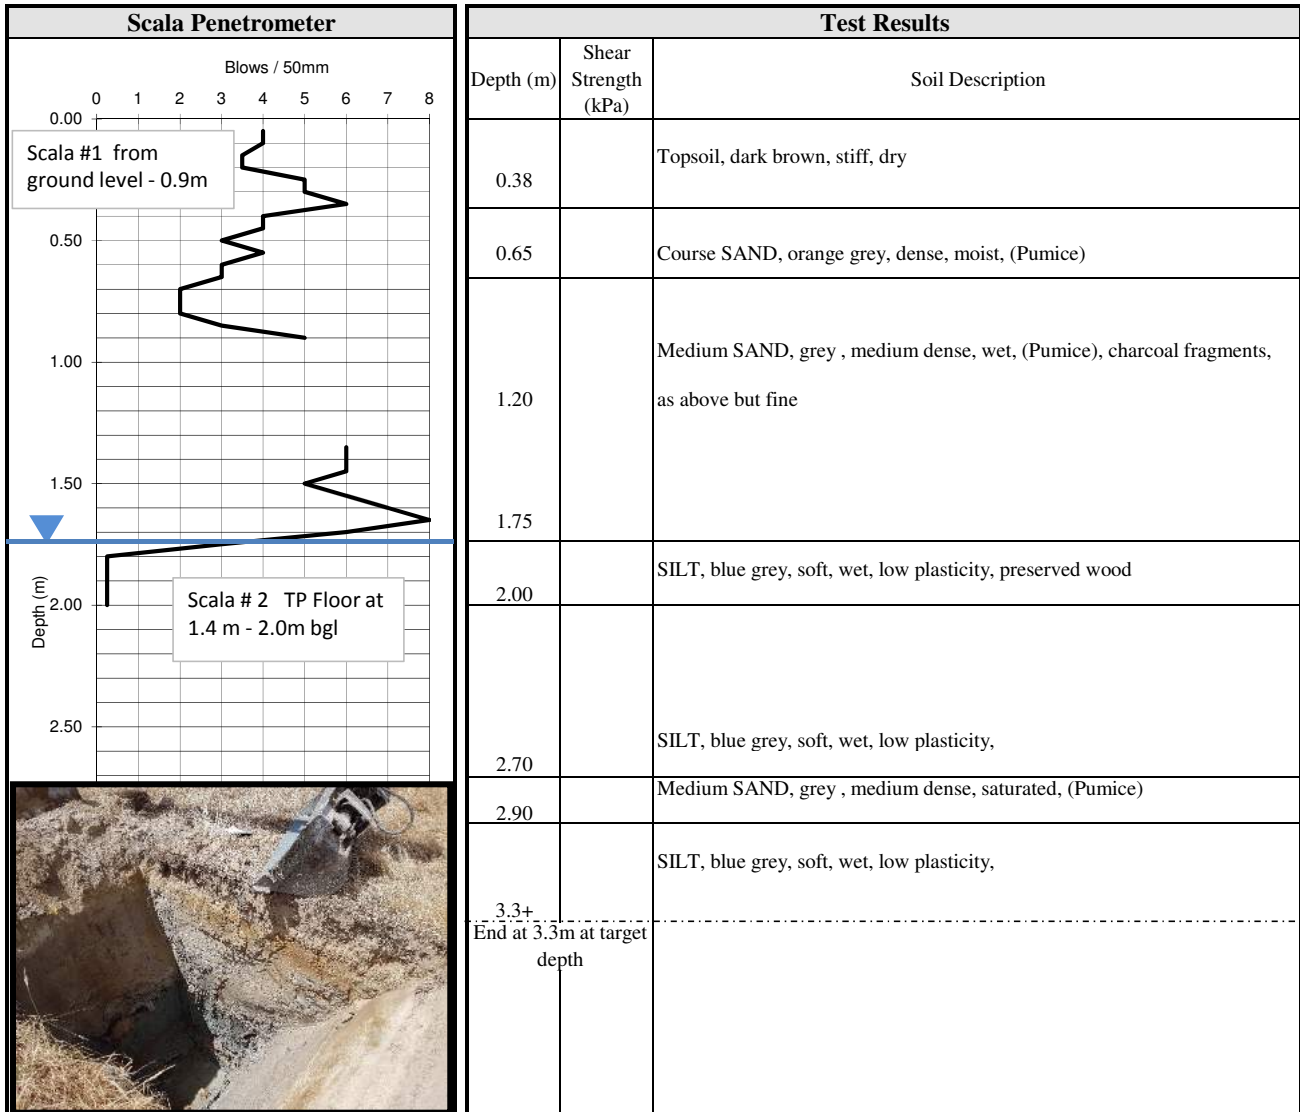 Scala Penetrometer
Blows / 50mm
0 1 2 3 4 5 6 7 8
0.00
Scala #1 from
ground level - 0.9m
0.50
1.00
1.50
Depth (m)
2.00
Scala # 2 TP Floor at
1.4 m - 2.0m bgl
2.50
Test Results
Depth (m)
Shear
Strength
(kPa)
Soil Description
Topsoil, dark brown, stiff, dry
0.38
0.65
Course SAND, orange grey, dense, moist, (Pumice)
Medium SAND, grey , medium dense, wet, (Pumice), charcoal fragments,
1.20
as above but fine
1.75
SILT, blue grey, soft, wet, low plasticity, preserved wood
2.00
SILT, blue grey, soft, wet, low plasticity,
2.70
Medium SAND, grey , medium dense, saturated, (Pumice)
2.90
SILT, blue grey, soft, wet, low plasticity,
3.3+
End at 3.3m at target
depth